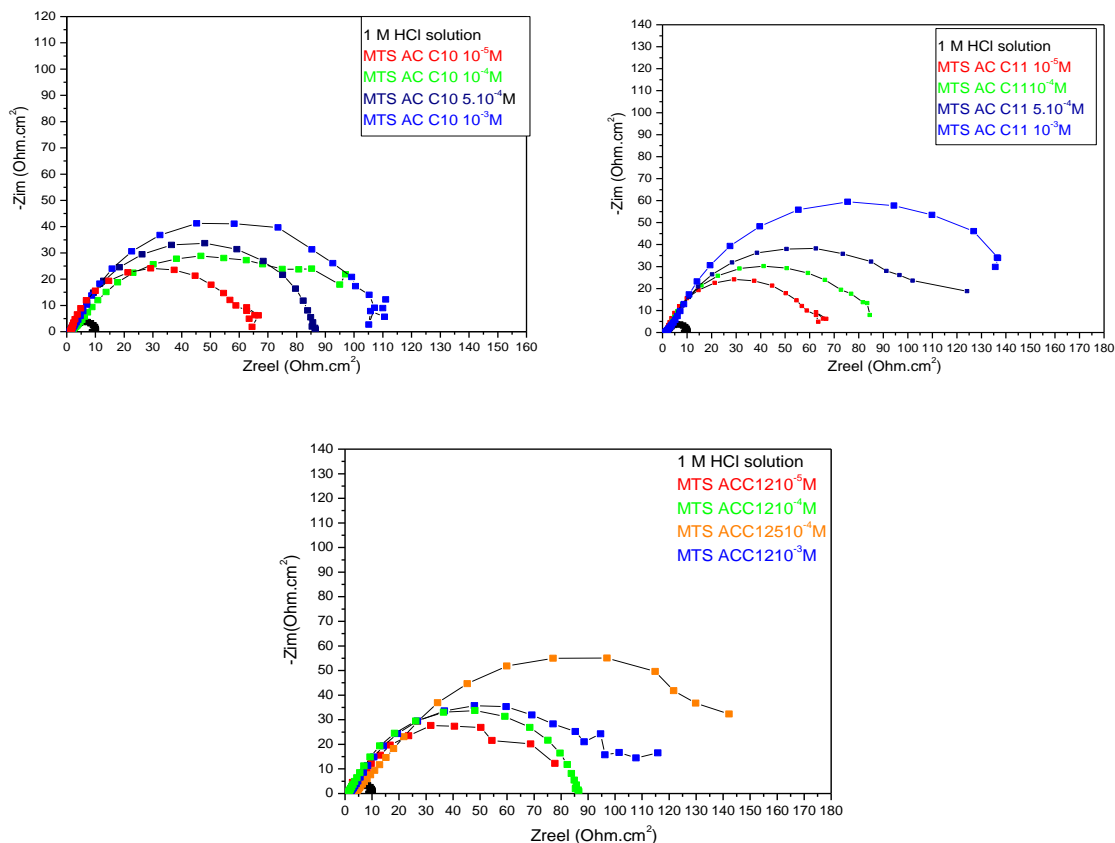 120
110
100
90
80
70
60
50
40
30
20
10
0
-Zim (Ohm.cm²)
1 M HCl solution
MTS AC C10 10⁻⁵M
MTS AC C10 10⁻⁴M
MTS AC C10 5.10⁻⁴M
MTS AC C10 10⁻³M
0 10 20 30 40 50 60 70 80 90 100 110 120 130 140 150 160
Zreel (Ohm.cm²)
140
130
120
110
100
90
80
70
60
50
40
30
20
10
0
-Zim (Ohm.cm²)
1 M HCl solution
MTS AC C11 10⁻⁵M
MTS AC C1110⁻⁴M
MTS AC C11 5.10⁻⁴M
MTS AC C11 10⁻³M
0 10 20 30 40 50 60 70 80 90 100 110 120 130 140 150 160 170 180
Zreel (Ohm.cm²)
140
130
120
110
100
90
80
70
60
50
40
30
20
10
0
-Zim(Ohm.cm²)
1 M HCl solution
MTS ACC1210⁻⁵M
MTS ACC1210⁻⁴M
MTS ACC12510⁻⁴M
MTS ACC1210⁻³M
0 10 20 30 40 50 60 70 80 90 100 110 120 130 140 150 160 170 180
Zreel (Ohm.cm²)